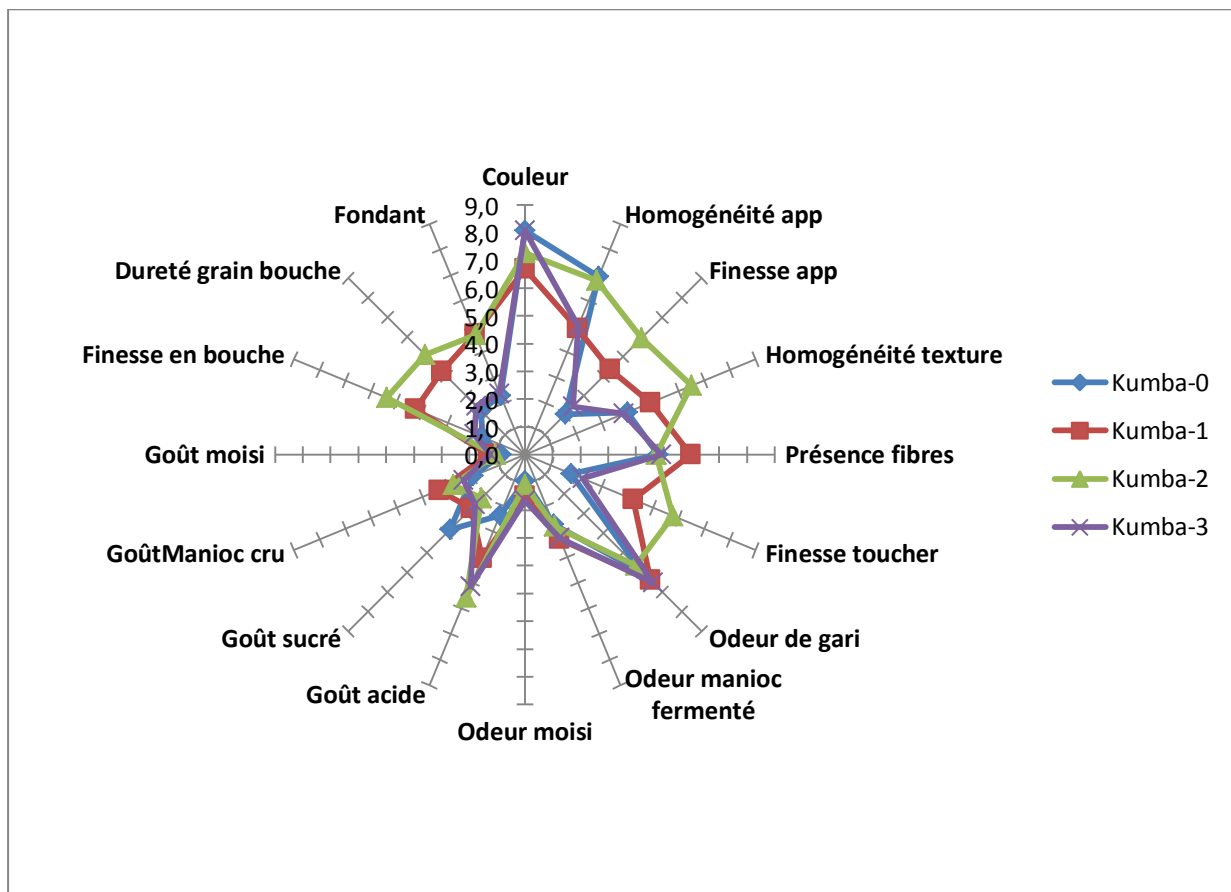 Couleur
Homogénéité app
Finesse app
Homogénéité texture
Présence fibres
Finesse toucher
Odeur de gari
Odeur manioc
fermenté
Odeur moisi
Goût acide
Goût sucré
GoûtManioc cru
Goût moisi
Finesse en bouche
Dureté grain bouche
Fondant
9,0
8,0
7,0
6,0
5,0
4,0
3,0
2,0
1,0
0,0
Kumba-0
Kumba-1
Kumba-2
Kumba-3